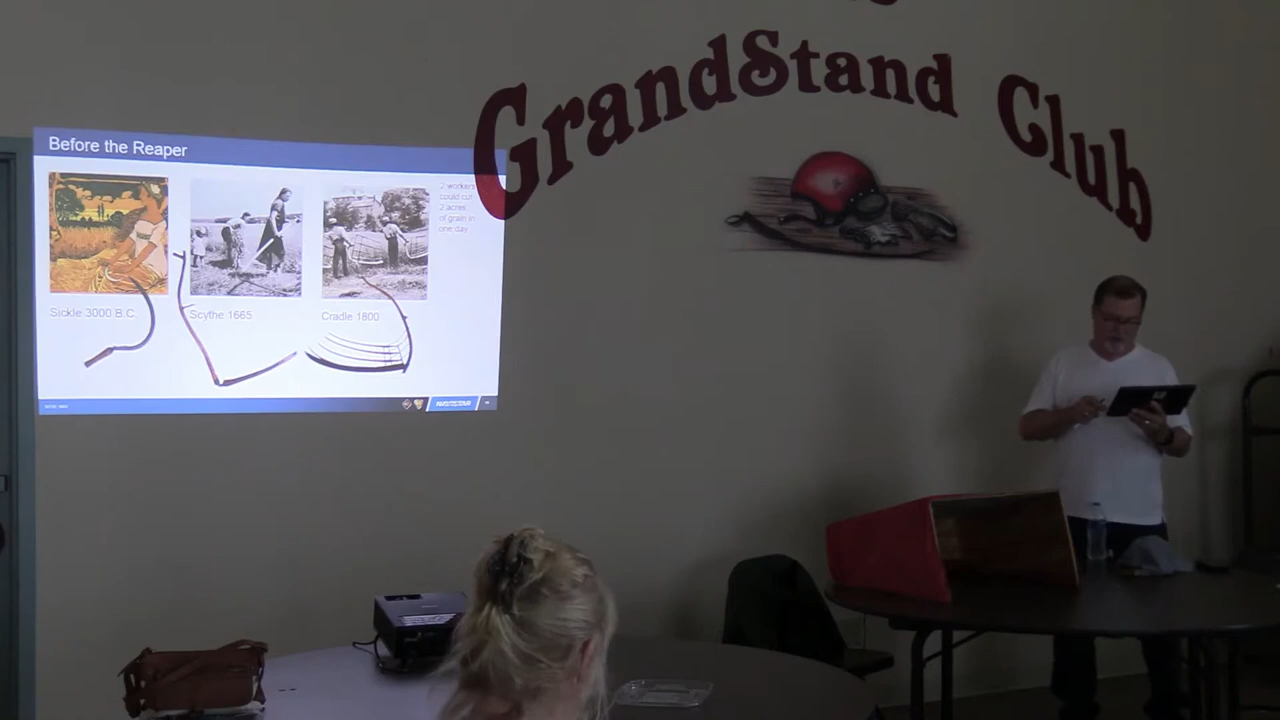 GrandStand Club
Before the Reaper
2 workers
could cut
2 acres
of grain in
one day
Sickle 3000 B.C.
Scythe 1665
Cradle 1800
NAVISTAR